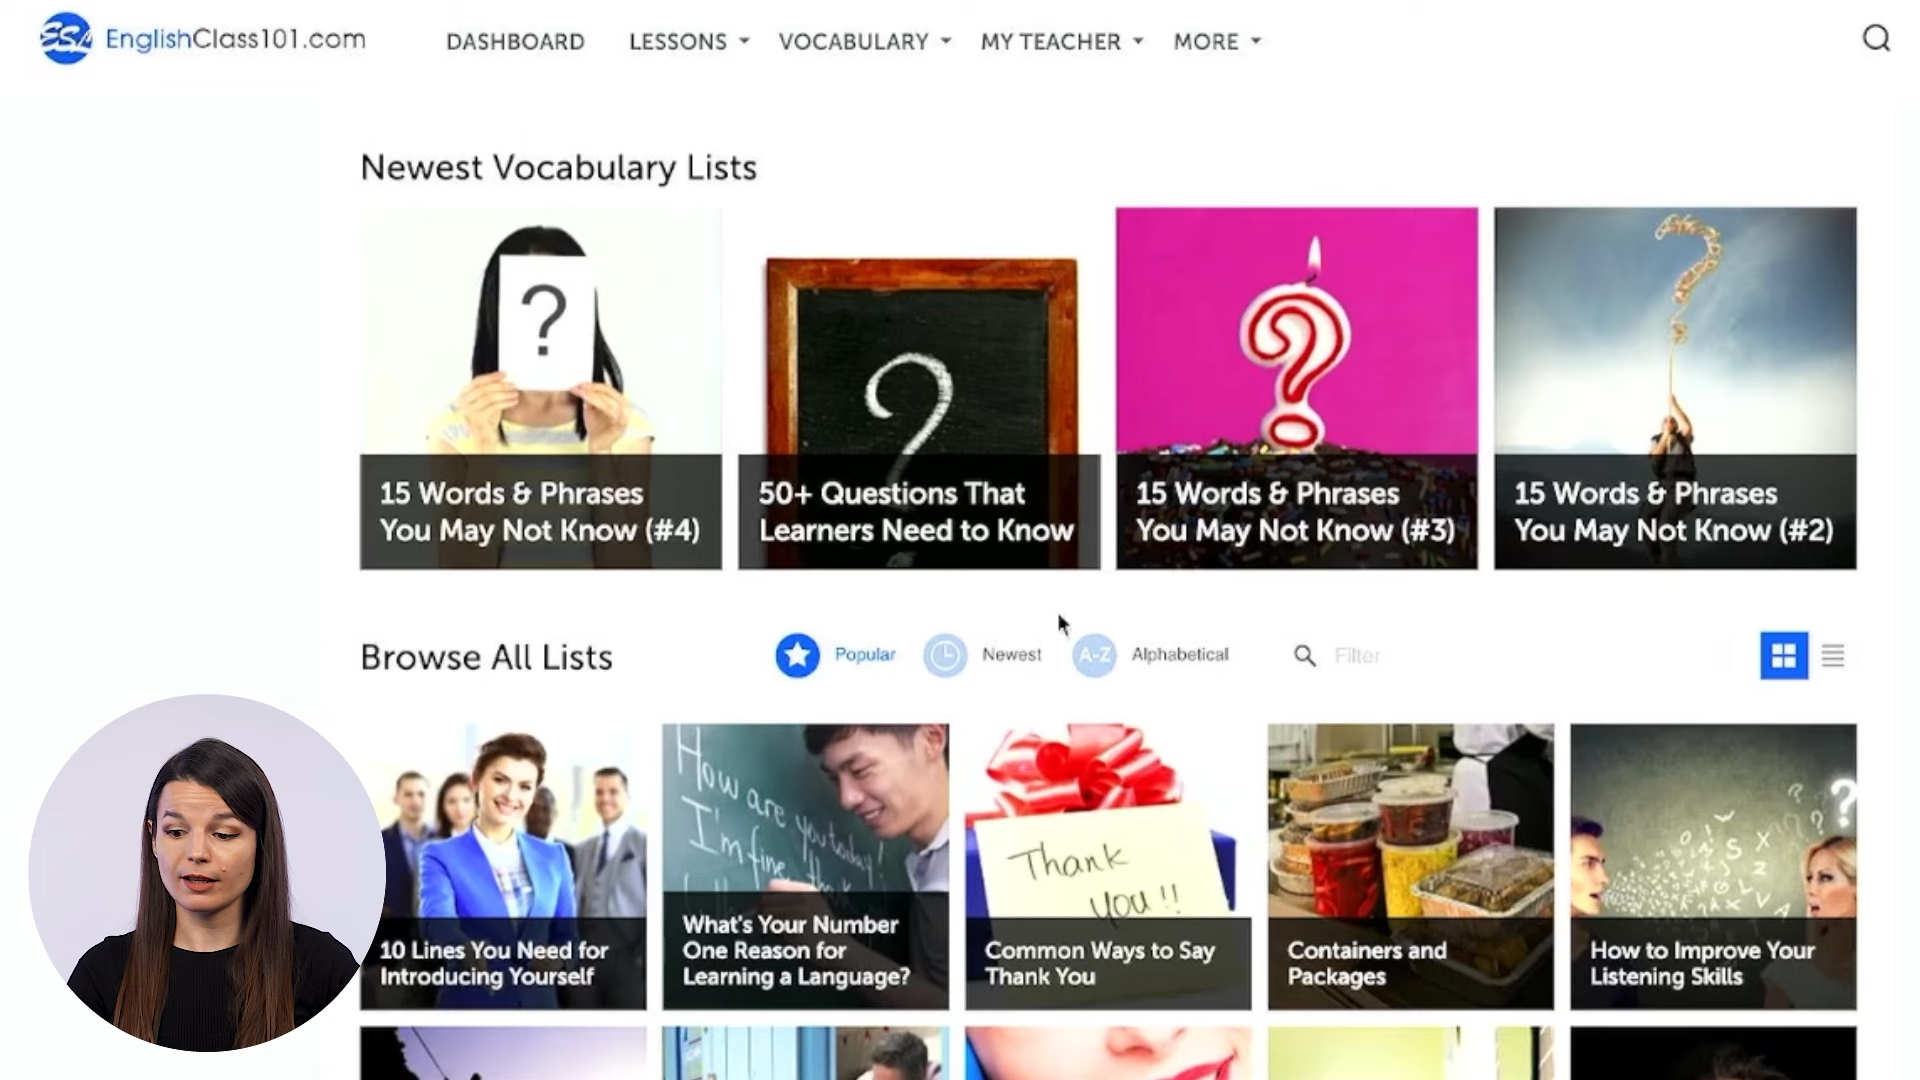 ESL EnglishClass101.com
DASHBOARD LESSONS VOCABULARY MY TEACHER MORE
Newest Vocabulary Lists
?
15 Words & Phrases
You May Not Know (#4)
?
50+ Questions That
Learners Need to Know
?
15 Words & Phrases
You May Not Know (#3)
?
15 Words & Phrases
You May Not Know (#2)
Browse All Lists
Popular
Newest
A-Z Alphabetical
Filter
10 Lines You Need for
Introducing Yourself
How are you today!
I'm fine,
What's Your Number
One Reason for
Learning a Language?
Thank
you!!
Common Ways to Say
Thank You
Containers and
Packages
How to Improve Your
Listening Skills